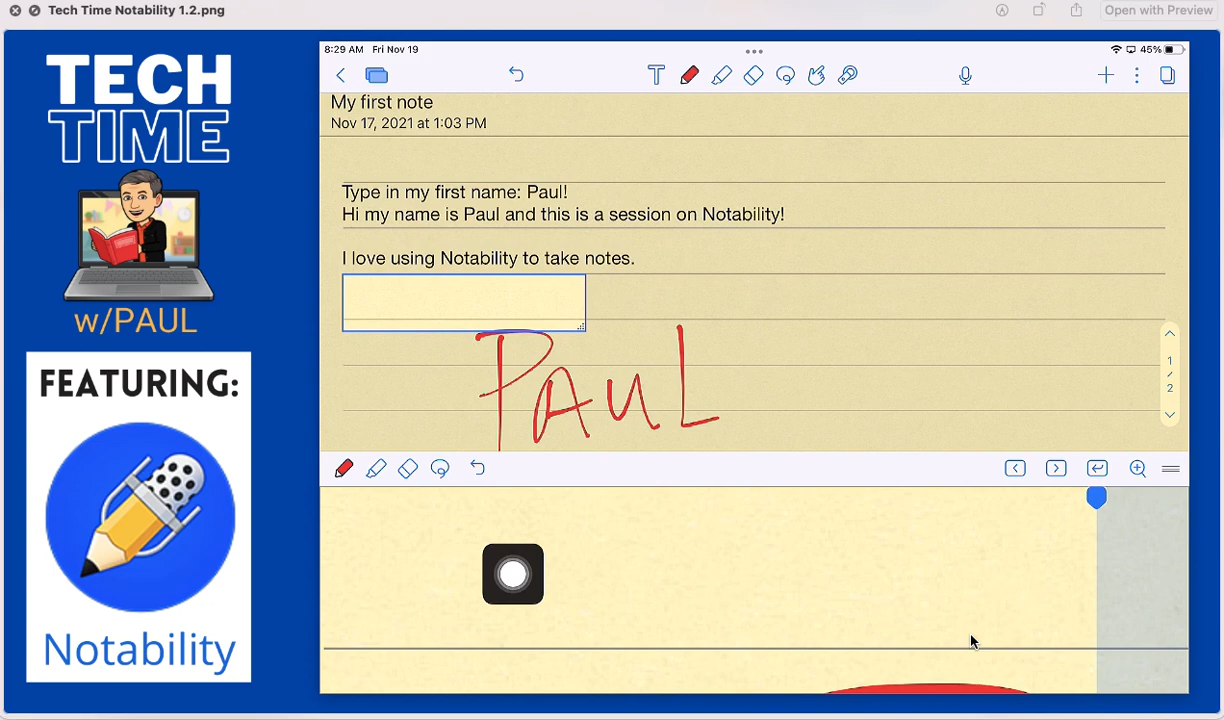 Tech Time Notability 1.2.png
Open with Preview
TECH
TIME
w/PAUL
FEATURING:
Notability
8:29 AM Fri Nov 19
45%
T
My first note
Nov 17, 2021 at 1:03 PM
Type in my first name: Paul!
Hi my name is Paul and this is a session on Notability!
I love using Notability to take notes.
PAUL
1
/
2